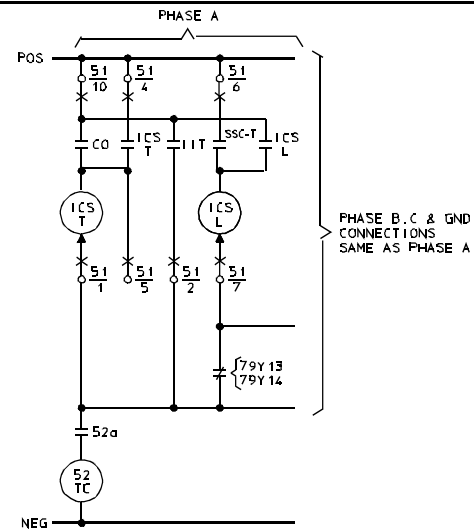 PHASE A
POS
51 51 51
10 4 6
CO ICS IIT SSC-T ICS
T L
ICS ICS
T L
PHASE B,C & GND
CONNECTIONS
SAME AS PHASE A
51 51 51 51
1 5 2 7
79Y13
79Y14
52a
52
TC
NEG